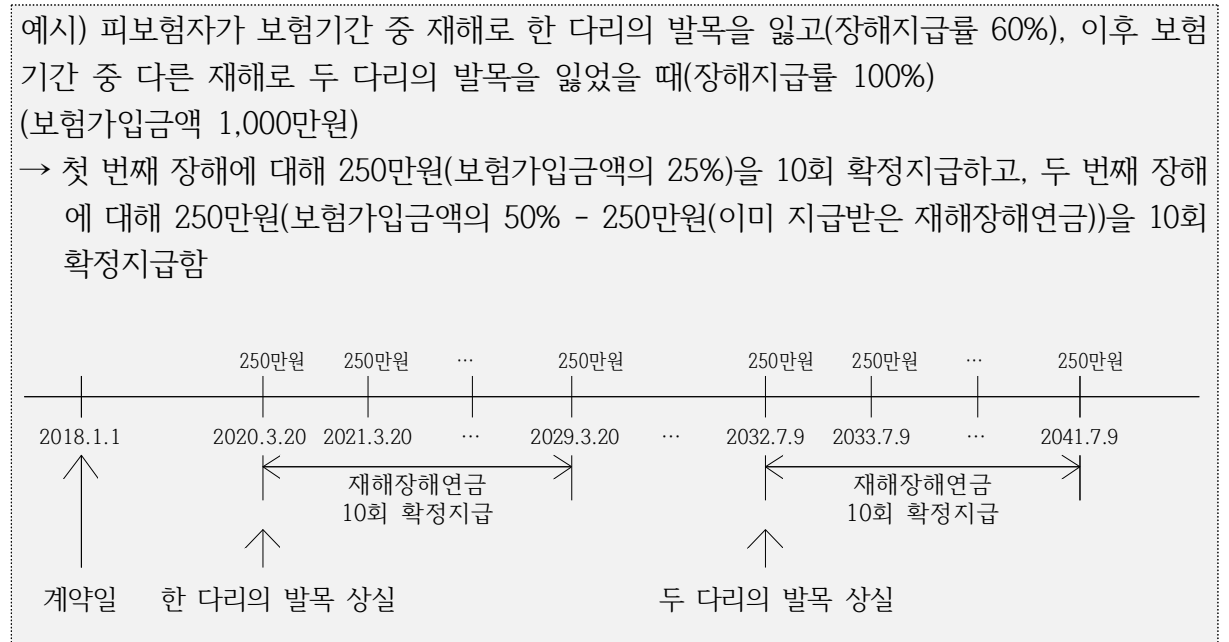 예시) 피보험자가 보험기간 중 재해로 한 다리의 발목을 잃고(장해지급률 60%), 이후 보험
기간 중 다른 재해로 두 다리의 발목을 잃었을 때(장해지급률 100%)
(보험가입금액 1,000만원)
→ 첫 번째 장해에 대해 250만원(보험가입금액의 25%)을 10회 확정지급하고, 두 번째 장해
에 대해 250만원(보험가입금액의 50% - 250만원(이미 지급받은 재해장해연금))을 10회
확정지급함
250만원 250만원 … 250만원 250만원 250만원 … 250만원
2018.1.1 2020.3.20 2021.3.20 … 2029.3.20 … 2032.7.9 2033.7.9 … 2041.7.9
재해장해연금 재해장해연금
10회 확정지급 10회 확정지급
계약일 한 다리의 발목 상실 두 다리의 발목 상실